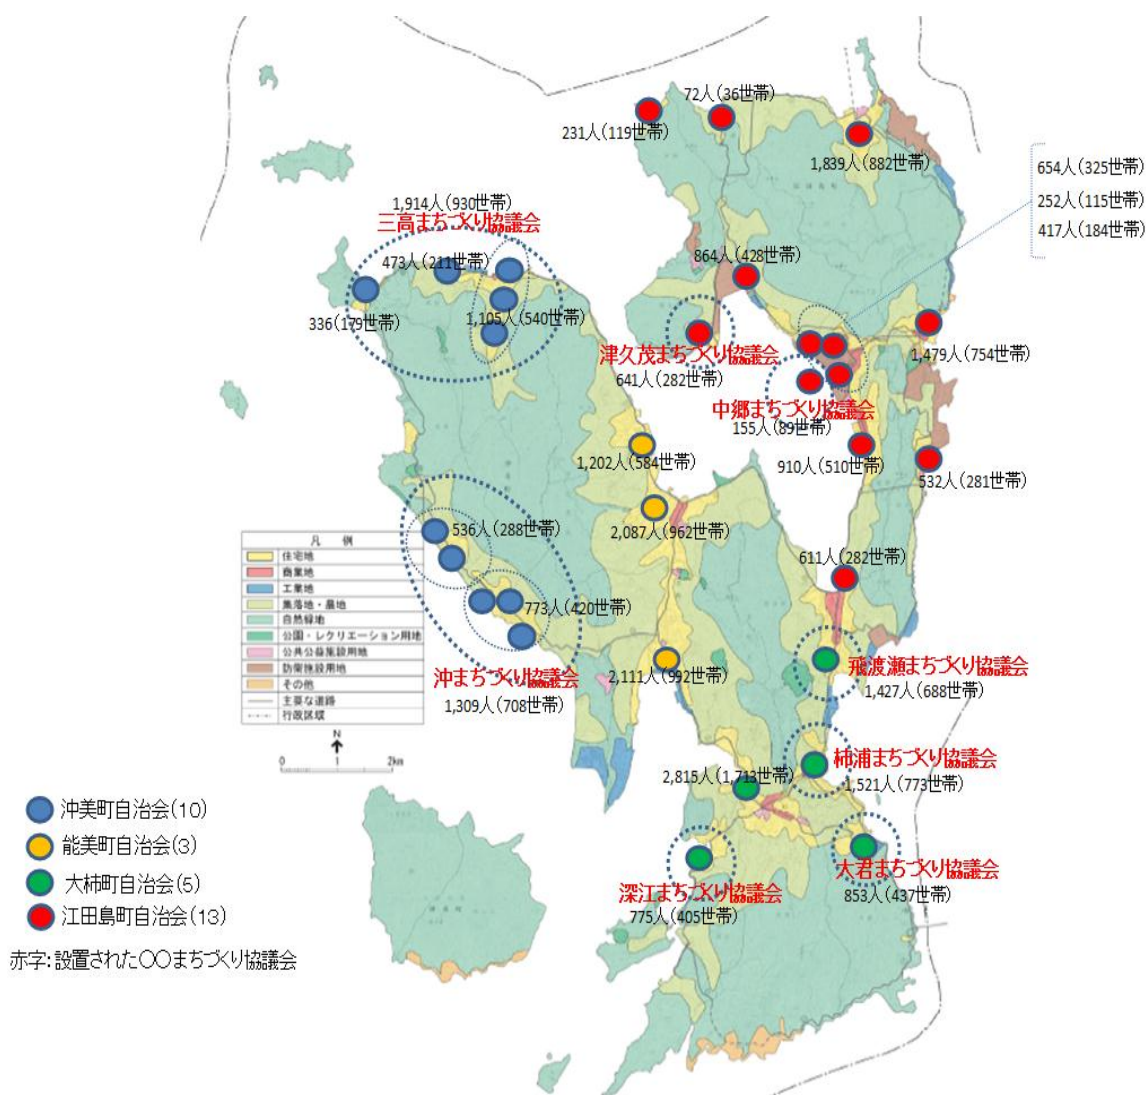 72人(36世帯)
231人(119世帯)
1,839人(882世帯)
654人(325世帯)
252人(115世帯)
417人(184世帯)
1,914人(930世帯)
三高まちづくり協議会
473人(211世帯)
864人(428世帯)
336(179世帯)
1,105人(540世帯)
津久茂まちづくり協議会
641人(282世帯)
1,479人(754世帯)
中郷まちづくり協議会
155人(89世帯)
1,202人(584世帯)
910人(510世帯)
532人(281世帯)
536人(288世帯)
2,087人(962世帯)
611人(282世帯)
773人(420世帯)
凡例
住宅地
商業地
工業地
集落地・農地
自然緑地
公園・レクリエーション用地
公共公益施設用地
防衛施設用地
その他
主要な道路
行政区域
沖まちづくり協議会
1,309人(708世帯)
2,111人(992世帯)
飛渡瀬まちづくり協議会
1,427人(688世帯)
N
0 1 2km
柿浦まちづくり協議会
1,521人(773世帯)
2,815人(1,713世帯)
沖美町自治会(10)
能美町自治会(3)
大柿町自治会(5)
江田島町自治会(13)
大君まちづくり協議会
853人(437世帯)
深江まちづくり協議会
775人(405世帯)
赤字:設置された〇〇まちづくり協議会